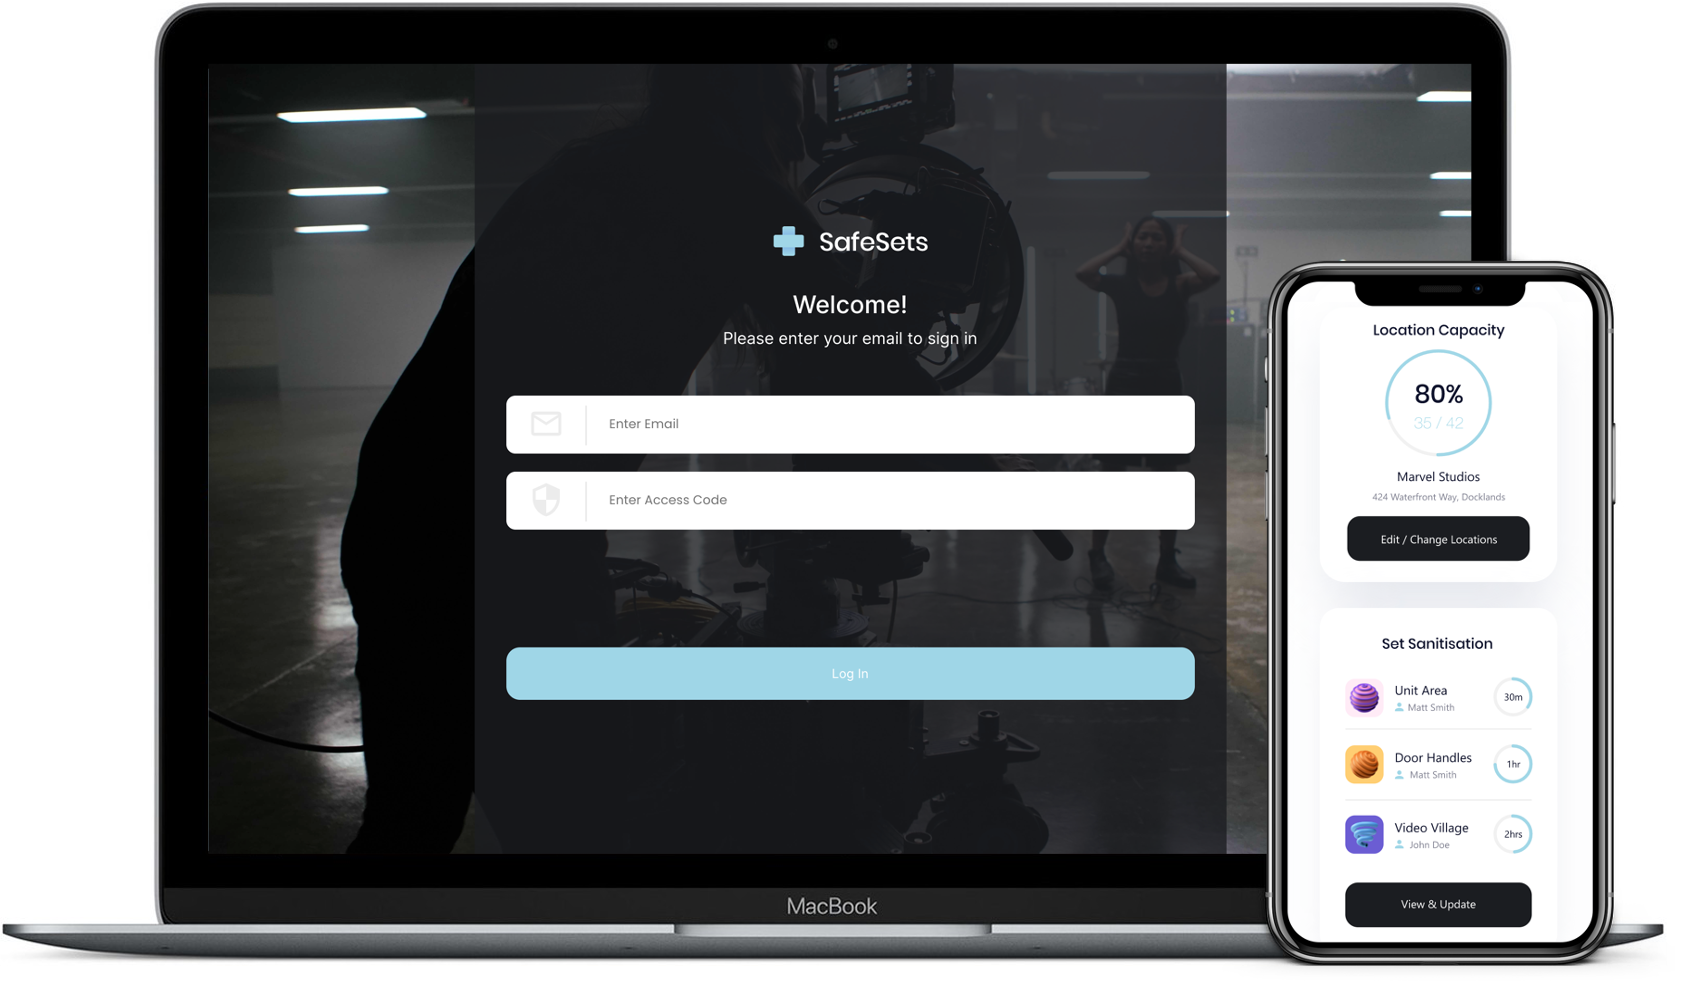 SafeSets
Welcome!
Please enter your email to sign in
Enter Email
Enter Access Code
Log In
MacBook
Location Capacity
80%
35 / 42
Marvel Studios
424 Waterfront Way, Docklands
Edit / Change Locations
Set Sanitisation
Unit Area
Matt Smith
30m
Door Handles
Matt Smith
1hr
Video Village
John Doe
2hrs
View & Update